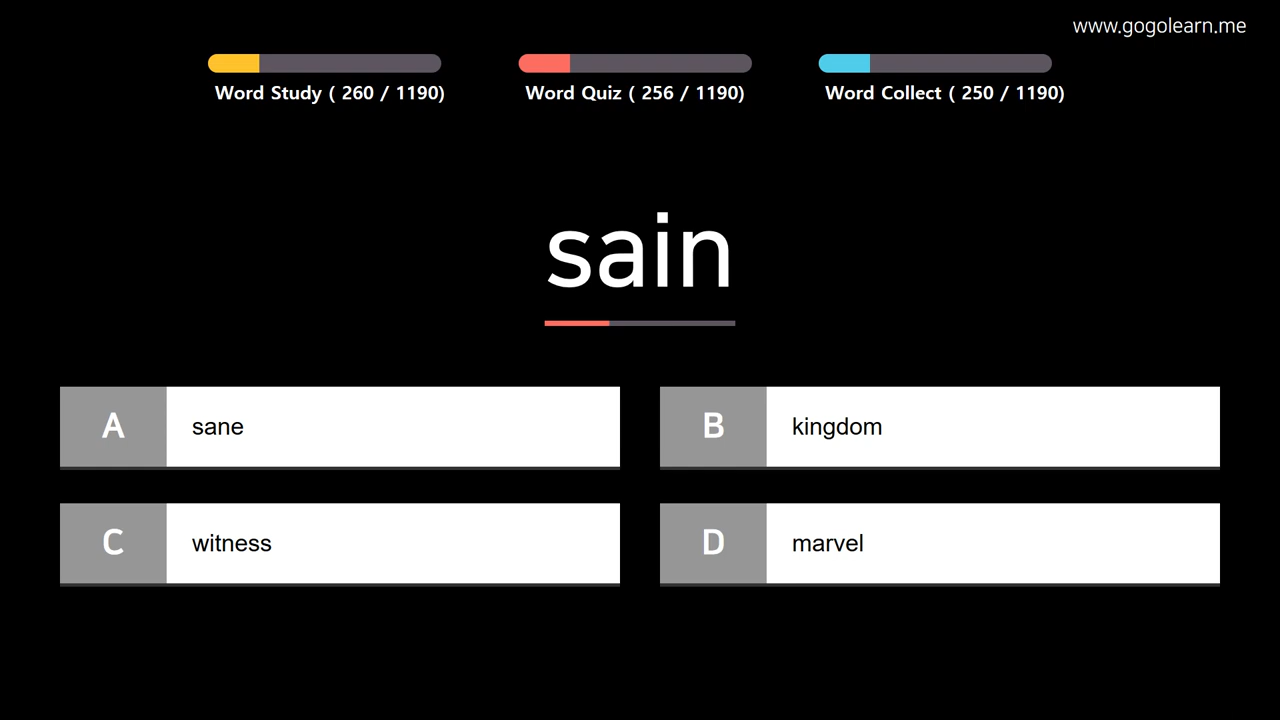 www.gogolearn.me
Word Study ( 260 / 1190)
Word Quiz ( 256 / 1190)
Word Collect ( 250 / 1190)
sain
A sane
B kingdom
C witness
D marvel